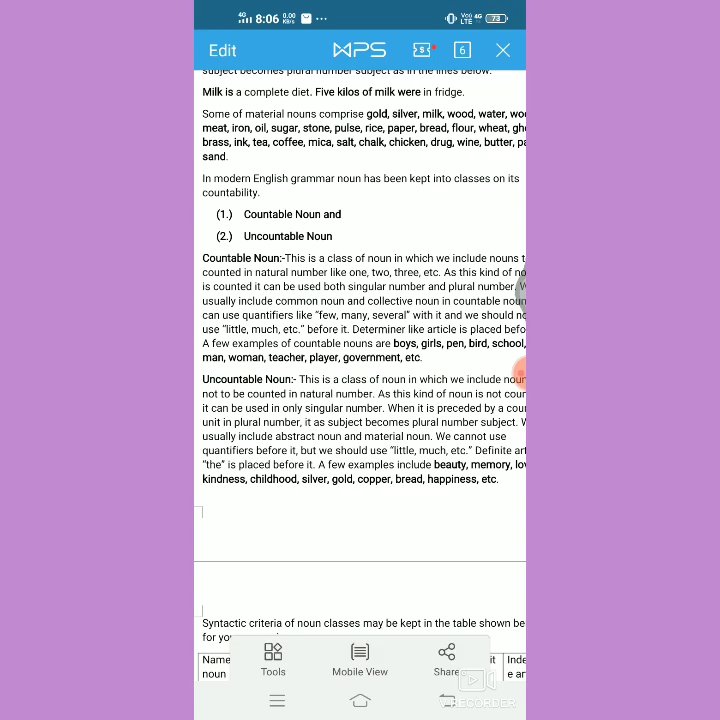 4G 8:06 0.00 KB/s ... Vo) LTE 4G 73
Edit WPS $ 6
subject becomes plural number subject as in the lines below.
Milk is a complete diet. Five kilos of milk were in fridge.
Some of material nouns comprise gold, silver, milk, wood, water,
meat, iron, oil, sugar, stone, pulse, rice, paper, bread, flour, wheat,
brass, ink, tea, coffee, mica, salt, chalk, chicken, drug, wine, butter,
sand.
In modern English grammar noun has been kept into classes on its
countability.
(1.) Countable Noun and
(2.) Uncountable Noun
Countable Noun:-This is a class of noun in which we include nouns
counted in natural number like one, two, three, etc. As this kind of
is counted it can be used both singular number and plural number.
usually include common noun and collective noun in countable
can use quantifiers like “few, many, several” with it and we should
use “little, much, etc.” before it. Determiner like article is placed
A few examples of countable nouns are boys, girls, pen, bird, school,
man, woman, teacher, player, government, etc.
Uncountable Noun:- This is a class of noun in which we include
not to be counted in natural number. As this kind of noun is not
it can be used in only singular number. When it is preceded by a
unit in plural number, it as subject becomes plural number subject.
usually include abstract noun and material noun. We cannot use
quantifiers before it, but we should use “little, much, etc.” Definite
“the” is placed before it. A few examples include beauty, memory,
kindness, childhood, silver, gold, copper, bread, happiness, etc.
Syntactic criteria of noun classes may be kept in the table shown
for
Name it
noun
Tools Mobile View Share
RECORDER